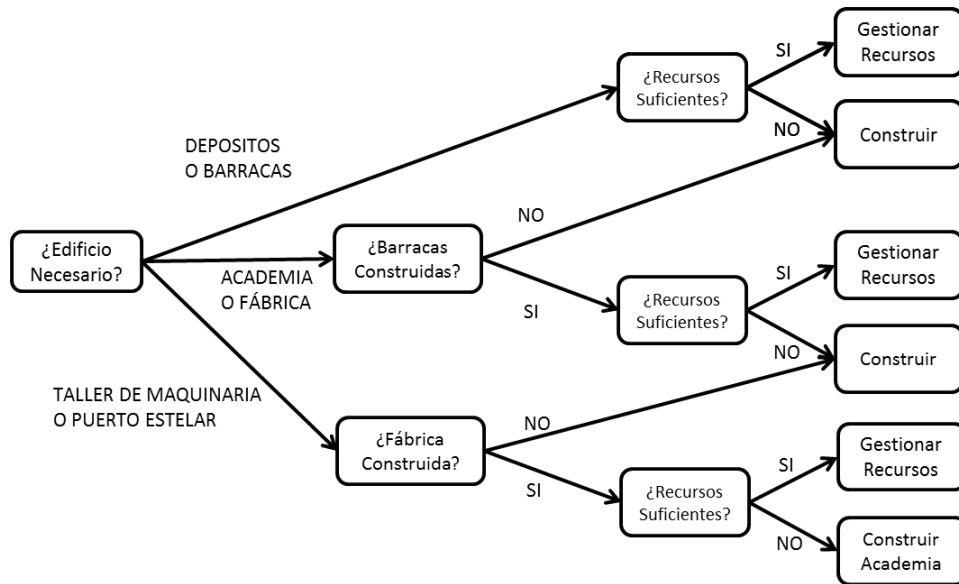 Gestionar
Recursos
SI
¿Recursos
Suficientes?
NO
Construir
DEPOSITOS
O BARRACAS
NO
¿Edificio
Necesario?
¿Barracas
Construidas?
ACADEMIA
O FÁBRICA
SI
¿Recursos
Suficientes?
SI
Gestionar
Recursos
NO
Construir
TALLER DE MAQUINARIA
O PUERTO ESTELAR
NO
¿Fábrica
Construida?
SI
¿Recursos
Suficientes?
SI
Gestionar
Recursos
NO
Construir
Academia